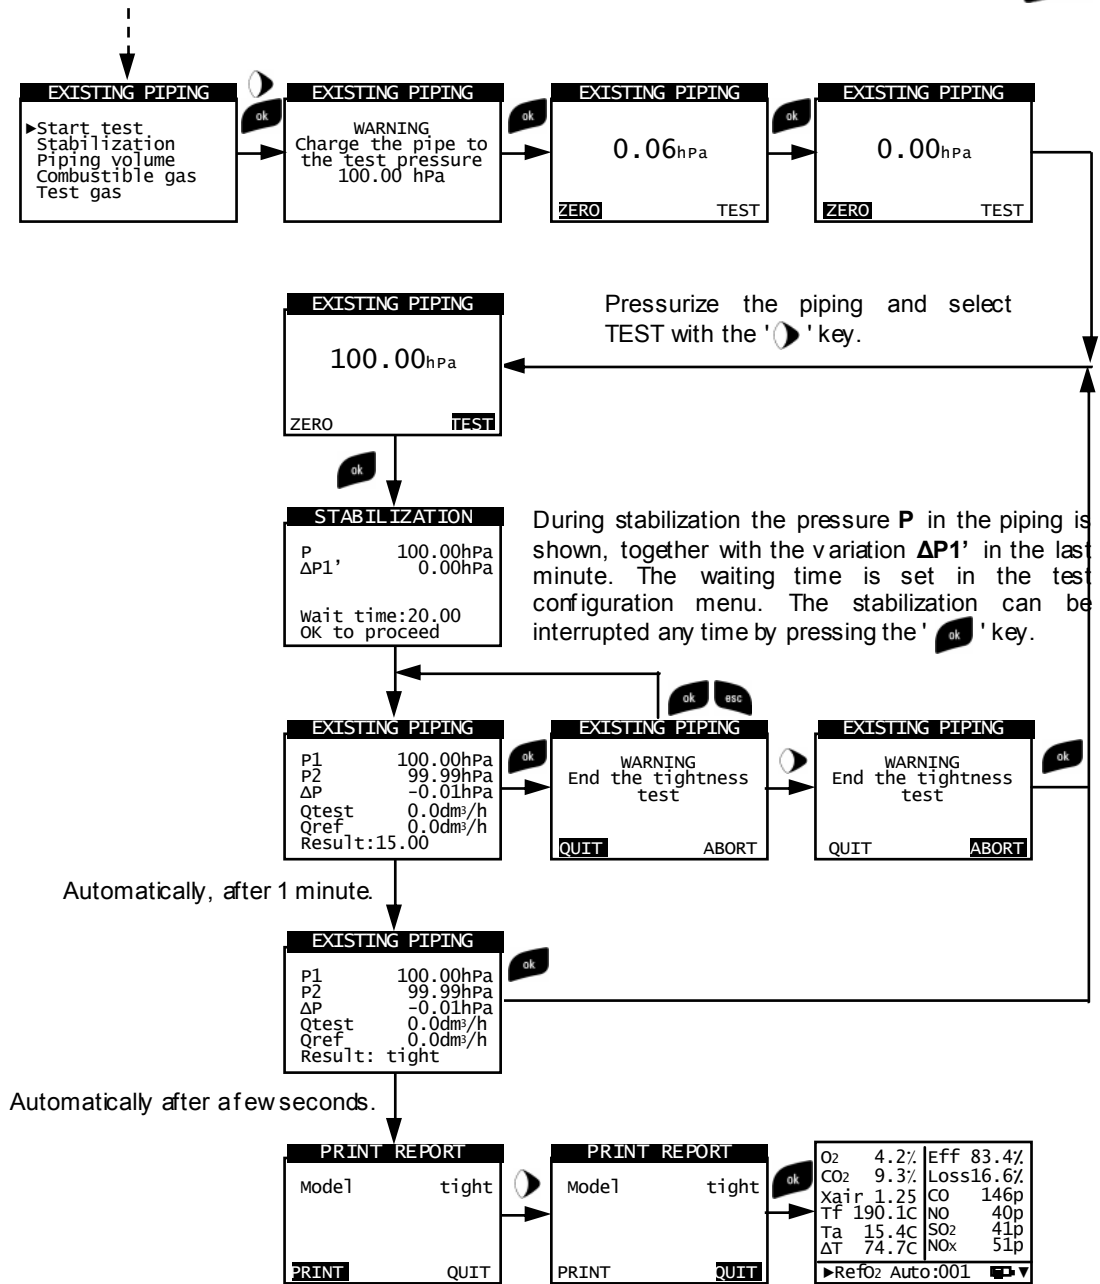 EXISTING PIPING
▶Start test
Stabilization
Piping volume
Combustible gas
Test gas
ok
EXISTING PIPING
WARNING
Charge the pipe to
the test pressure
100.00 hPa
ok
EXISTING PIPING
0.06hPa
ZERO TEST
ok
EXISTING PIPING
0.00hPa
ZERO TEST
Pressurize the piping and select
TEST with the ' ' key.
EXISTING PIPING
100.00hPa
ZERO TEST
ok
STABILIZATION
P 100.00hPa
ΔP1' 0.00hPa
Wait time:20.00
OK to proceed
During stabilization the pressure P in the piping is
shown, together with the variation ΔP1’ in the last
minute. The waiting time is set in the test
configuration menu. The stabilization can be
interrupted any time by pressing the ' ok ' key.
ok esc
EXISTING PIPING
P1 100.00hPa
P2 99.99hPa
ΔP -0.01hPa
Qtest 0.0dm³/h
Qref 0.0dm³/h
Result:15.00
ok
EXISTING PIPING
WARNING
End the tightness
test
QUIT ABORT
EXISTING PIPING
WARNING
End the tightness
test
QUIT ABORT
ok
Automatically, after 1 minute.
EXISTING PIPING
P1 100.00hPa
P2 99.99hPa
ΔP -0.01hPa
Qtest 0.0dm³/h
Qref 0.0dm³/h
Result: tight
ok
Automatically after a few seconds.
PRINT REPORT
Model tight
PRINT QUIT
PRINT REPORT
Model tight
PRINT QUIT
ok
O2 4.2% Eff 83.4%
CO2 9.3% Loss16.6%
Xair 1.25 CO 146p
Tf 190.1C NO 40p
Ta 15.4C SO2 41p
ΔT 74.7C NOx 51p
▶RefO2 Auto:001 ▼